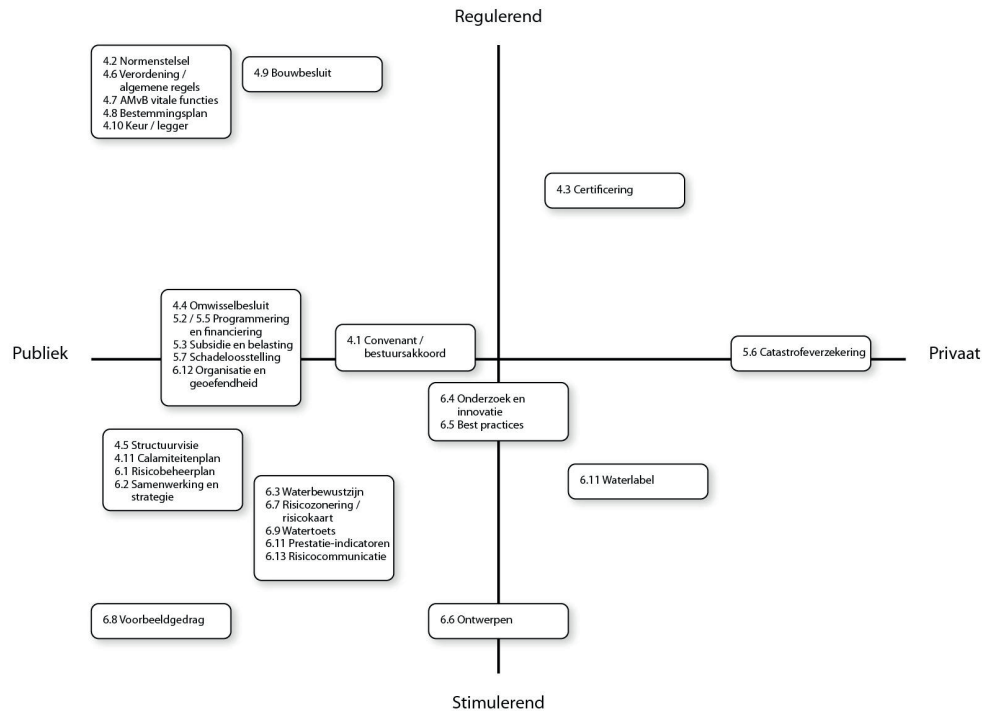 Regulerend
4.2 Normenstelsel
4.6 Verordening /
algemene regels
4.7 AMvB vitale functies
4.8 Bestemmingsplan
4.10 Keur / legger
4.9 Bouwbesluit
4.3 Certificering
4.4 Omwisselbesluit
5.2 / 5.5 Programmering
en financiering
5.3 Subsidie en belasting
5.7 Schadeloosstelling
6.12 Organisatie en
geoefendheid
4.1 Convenant /
bestuursakkoord
Publiek
5.6 Catastrofeverzekering
Privaat
6.4 Onderzoek en
innovatie
6.5 Best practices
4.5 Structuurvisie
4.11 Calamiteitenplan
6.1 Risicobeheerplan
6.2 Samenwerking en
strategie
6.3 Waterbewustzijn
6.7 Risicozonering /
risicokaart
6.9 Watertoets
6.11 Prestatie-indicatoren
6.13 Risicocommunicatie
6.11 Waterlabel
6.8 Voorbeeldgedrag
6.6 Ontwerpen
Stimulerend